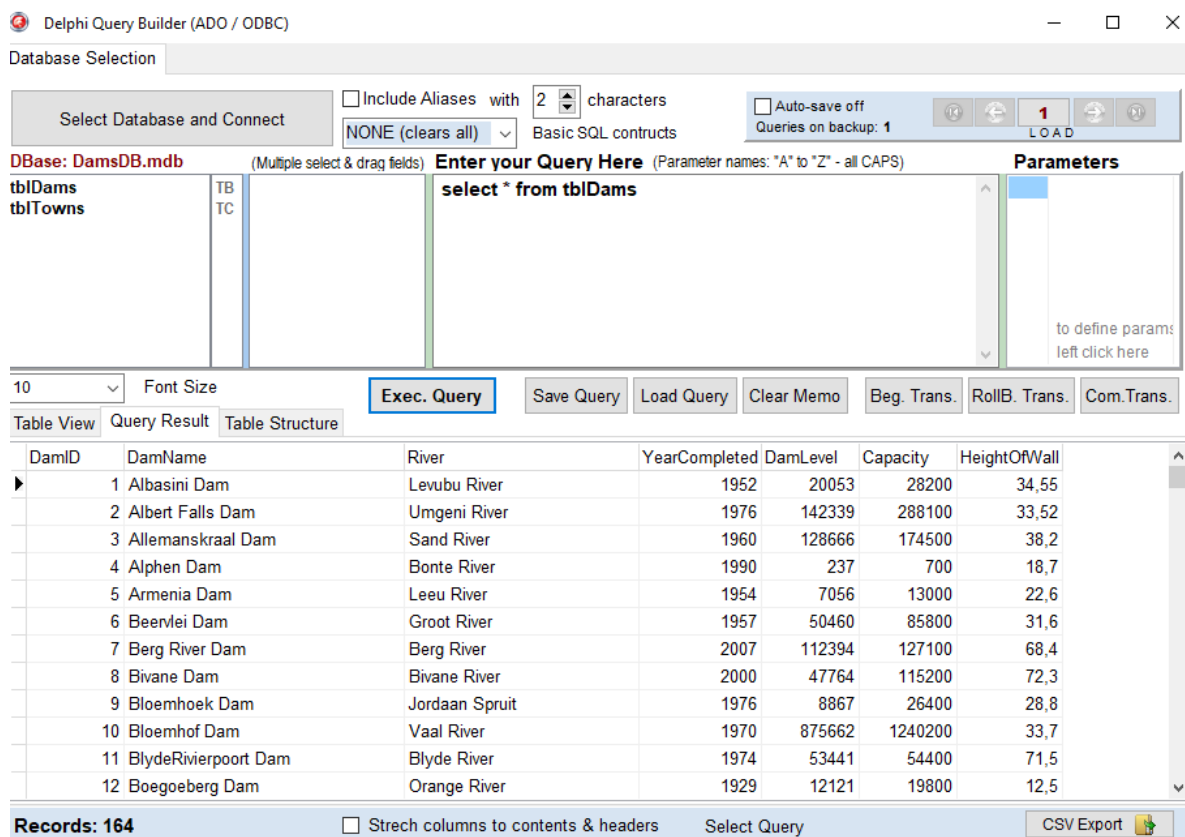 Delphi Query Builder (ADO / ODBC)
Database Selection
Select Database and Connect
Include Aliases with 2 characters
NONE (clears all) Basic SQL contructs
Auto-save off
Queries on backup: 1
1
LOAD
DBase: DamsDB.mdb (Multiple select & drag fields) Enter your Query Here (Parameter names: "A" to "Z" - all CAPS) Parameters
tblDams TB
tblTowns TC
select * from tblDams
to define params
left click here
10 Font Size Exec. Query Save Query Load Query Clear Memo Beg. Trans. RollB. Trans. Com.Trans.
Table View Query Result Table Structure
DamID DamName River YearCompleted DamLevel Capacity HeightOfWall
1 Albasini Dam Levubu River 1952 20053 28200 34,55
2 Albert Falls Dam Umgeni River 1976 142339 288100 33,52
3 Allemanskraal Dam Sand River 1960 128666 174500 38,2
4 Alphen Dam Bonte River 1990 237 700 18,7
5 Armenia Dam Leeu River 1954 7056 13000 22,6
6 Beervlei Dam Groot River 1957 50460 85800 31,6
7 Berg River Dam Berg River 2007 112394 127100 68,4
8 Bivane Dam Bivane River 2000 47764 115200 72,3
9 Bloemhoek Dam Jordaan Spruit 1976 8867 26400 28,8
10 Bloemhof Dam Vaal River 1970 875662 1240200 33,7
11 BlydeRivierpoort Dam Blyde River 1974 53441 54400 71,5
12 Boegoeberg Dam Orange River 1929 12121 19800 12,5
Records: 164 Strech columns to contents & headers Select Query CSV Export